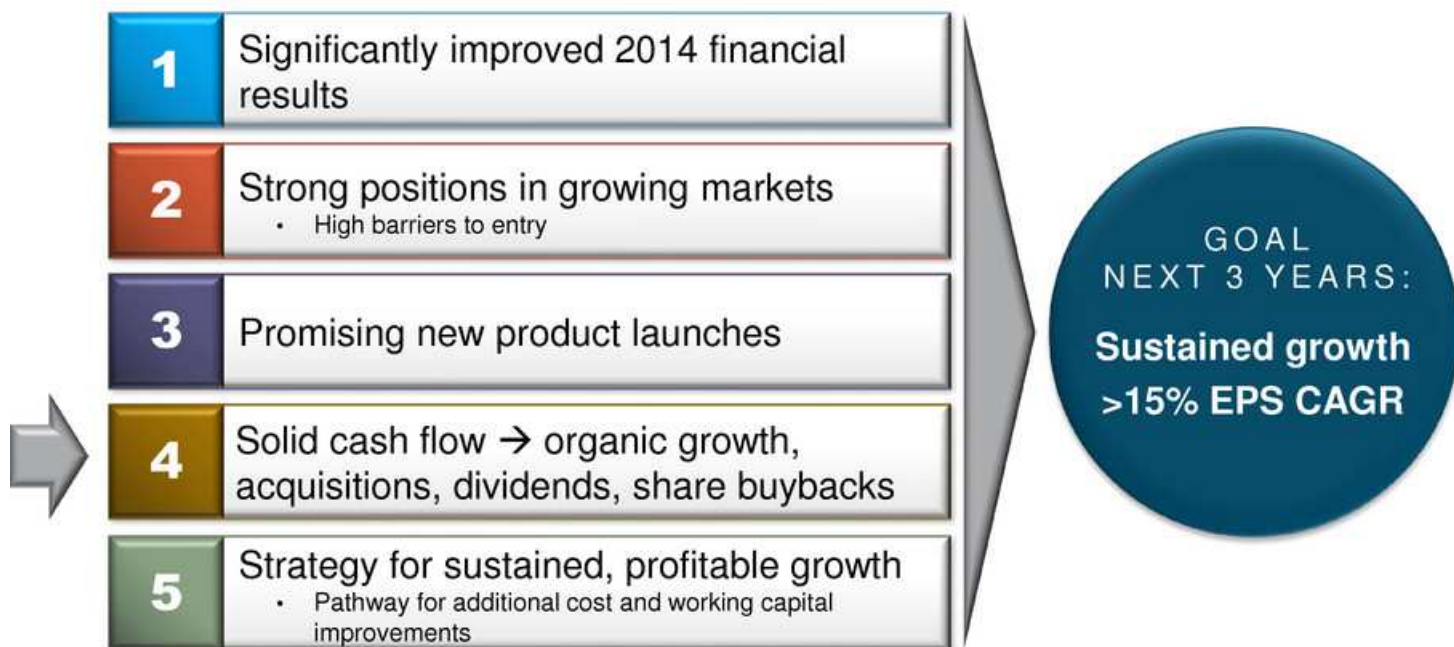 1
Significantly improved 2014 financial
results
2
Strong positions in growing markets
• High barriers to entry
3
Promising new product launches
4
Solid cash flow → organic growth,
acquisitions, dividends, share buybacks
5
Strategy for sustained, profitable growth
• Pathway for additional cost and working capital
improvements
GOAL
NEXT 3 YEARS:
Sustained growth
>15% EPS CAGR